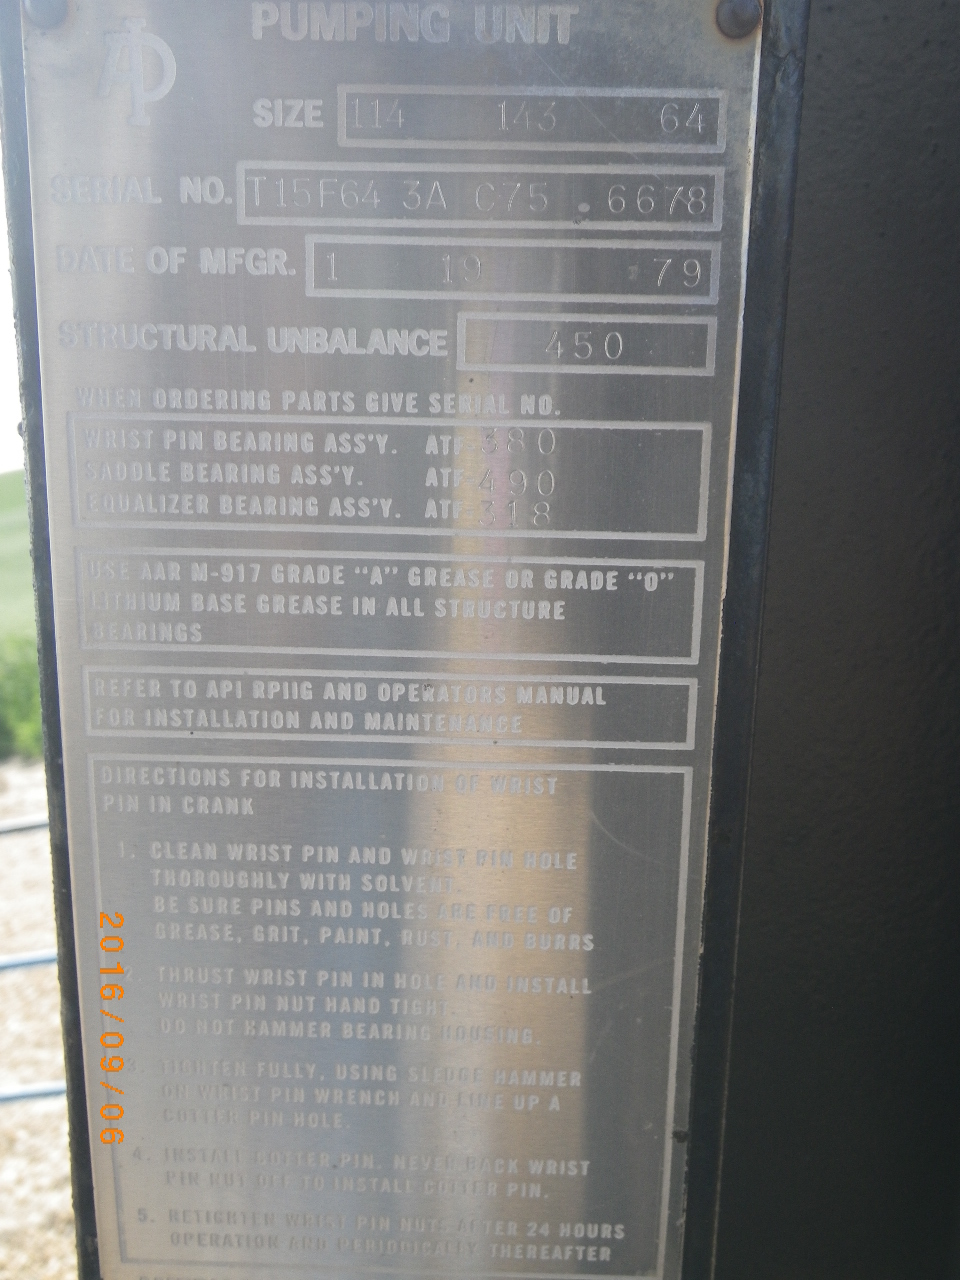 PUMPING UNIT
API
SIZE 114 143 64
SERIAL NO. T15F64 3A C75 . 6678
DATE OF MFGR. 1 19 79
STRUCTURAL UNBALANCE 450
WHEN ORDERING PARTS GIVE SERIAL NO.
WRIST PIN BEARING ASS'Y. ATF 380
SADDLE BEARING ASS'Y. ATF 490
EQUALIZER BEARING ASS'Y. ATF 318
USE AAR M-917 GRADE "A" GREASE OR GRADE "0"
LITHIUM BASE GREASE IN ALL STRUCTURE
BEARINGS
REFER TO API RPIIG AND OPERATORS MANUAL
FOR INSTALLATION AND MAINTENANCE
DIRECTIONS FOR INSTALLATION OF WRIST
PIN IN CRANK
1. CLEAN WRIST PIN AND WRIST PIN HOLE
THOROUGHLY WITH SOLVENT.
BE SURE PINS AND HOLES ARE FREE OF
GREASE, GRIT, PAINT, RUST, AND BURRS
2. THRUST WRIST PIN IN HOLE AND INSTALL
WRIST PIN NUT HAND TIGHT.
DO NOT HAMMER BEARING HOUSING.
3. TIGHTEN FULLY, USING SLEDGE HAMMER
ON WRIST PIN WRENCH AND LINE UP A
COTTER PIN HOLE.
4. INSTALL COTTER PIN. NEVER BACK WRIST
PIN NUT OFF TO INSTALL COTTER PIN.
5. RETIGHTEN WRIST PIN NUTS AFTER 24 HOURS
OPERATION AND PERIODICALLY THEREAFTER
2016/09/06